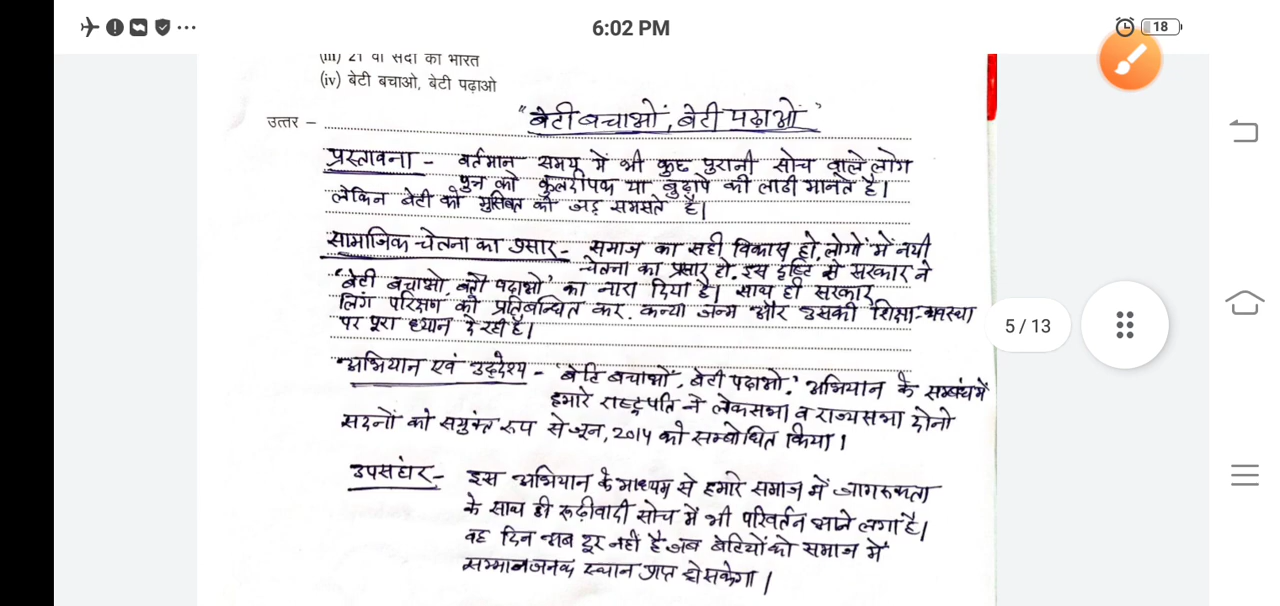 6:02 PM
18
(iii) 21 वीं सदी का भारत
(iv) बेटी बचाओ, बेटी पढ़ाओ
उत्तर –
"बेटी बचाओं, बेटी पढ़ाओं"
प्रस्तावना - वर्तमान समय में भी कुछ पुरानी सोच वाले लोग
पुत्र को कुलदीपक या बुढ़ापे की लाठी मानते है।
लेकिन बेटी को मुसिबत की जड़ समझते है।
सामाजिक चेतना का प्रसार - समाज का सही विकास हो, लोगों में नयी
चेतना का प्रसार हो. इस दृष्टि से सरकार ने
'बेटी बचाओ, बेटी पढाओ' का नारा दिया है। साथ ही सरकार
लिंग परिक्षण को प्रतिबन्धित कर. कन्या जन्म और उसकी शिक्षा-व्यवस्था
पर पूरा ध्यान दे रही है।
अभियान एवं उद्देश्य - 'बेटि बचाओं, बेटी पढ़ाओ.' अभियान के सम्बंध में
हमारे राष्ट्रपति ने लोकसभा व राज्यसभा दोनो
सदनों को सयुंक्त रूप से जून, 2014 को सम्बोधित किया।
उपसंहार - इस अभियान के माध्यम से हमारे समाज में जागरूकता
के साथ ही रूढ़ीवादी सोच में भी परिवर्तन आने लगा है।
वह दिन अब दूर नहीं है जब बेटियों को समाज में
सम्मानजनक स्थान प्राप्त हो सकेगा।
5 / 13